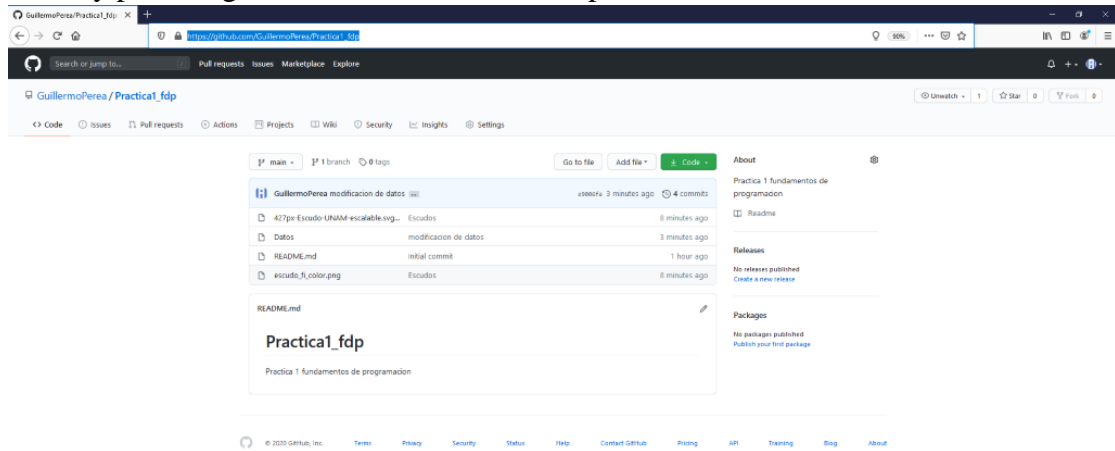 GuillermoPerea/Practica1_fdp:
https://github.com/GuillermoPerea/Practica1_fdp
90%
Search or jump to...
Pull requests Issues Marketplace Explore
GuillermoPerea / Practica1_fdp
Unwatch 1 Star 0 Fork 0
Code Issues Pull requests Actions Projects Wiki Security Insights Settings
main 1 branch 0 tags Go to file Add file Code
GuillermoPerea modificacion de datos 3 minutes ago 4 commits
427px-Escudo-UNAM-escalable.svg... Escudos 8 minutes ago
Datos modificacion de datos 3 minutes ago
README.md Initial commit 1 hour ago
escudo_fi_color.png Escudos 8 minutes ago
README.md
Practica1_fdp
Practica 1 fundamentos de programacion
About
Practica 1 fundamentos de
programacion
Readme
Releases
No releases published
Create a new release
Packages
No packages published
Publish your first package
© 2020 GitHub, Inc. Terms Privacy Security Status Help Contact GitHub Pricing API Training Blog About